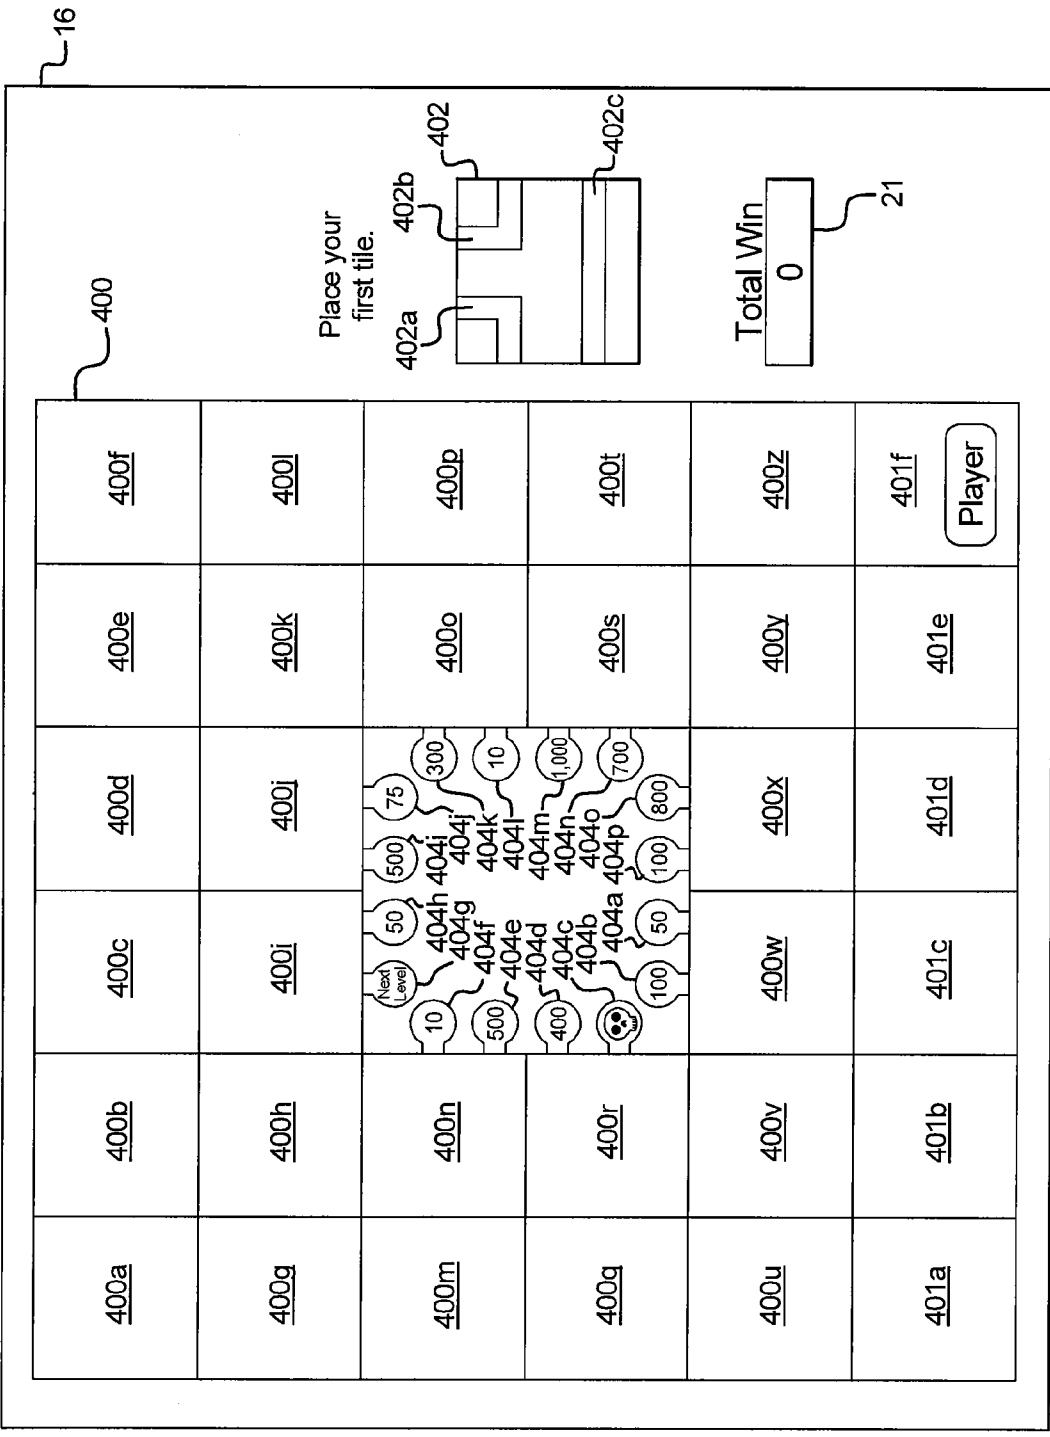 16
400
400a
400b
400c
400d
400e
400f
400g
400h
400i
400j
400k
400l
400m
400n
400o
400p
400q
400r
400s
400t
400u
400v
400w
400x
400y
400z
401a
401b
401c
401d
401e
401f
Player
Next
Level
50
500
75
10
300
500
10
400
1,000
700
100
50
100
800
404h
404i
404g
404j
404f
404k
404e
404l
404d
404m
404c
404n
404b
404o
404a
404p
Place your
first tile.
402a
402b
402
402c
Total Win
0
21